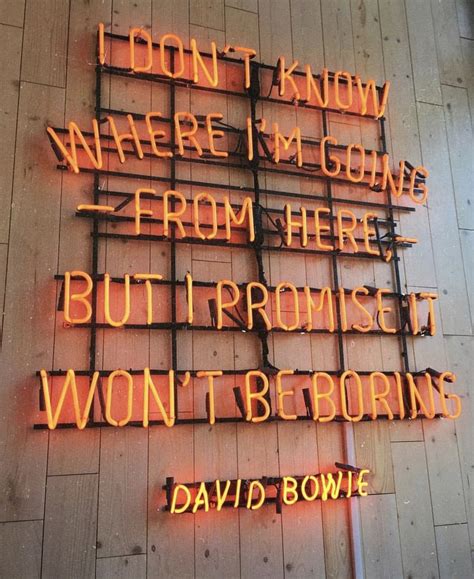 I DON'T KNOW
WHERE I'M GOING
— FROM HERE, —
BUT I PROMISE IT
WON'T BE BORING
DAVID BOWIE